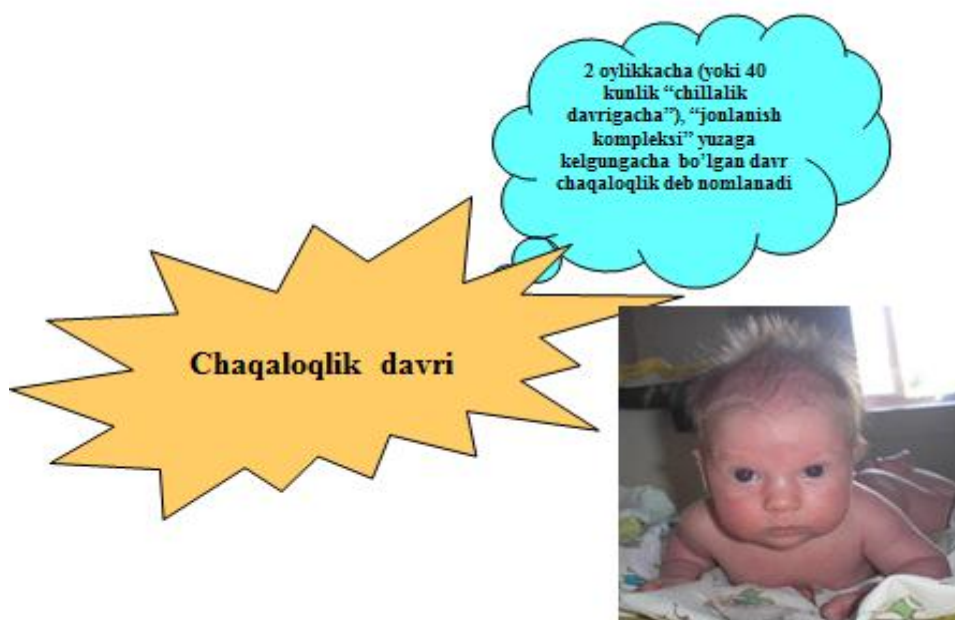 2 oylikkacha (yoki 40
kunlik “chillalik
davrigacha”), “jonlanish
kompleksi” yuzaga
kelgungacha bo’lgan davr
chaqaloqlik deb nomlanadi
Chaqaloqlik davri